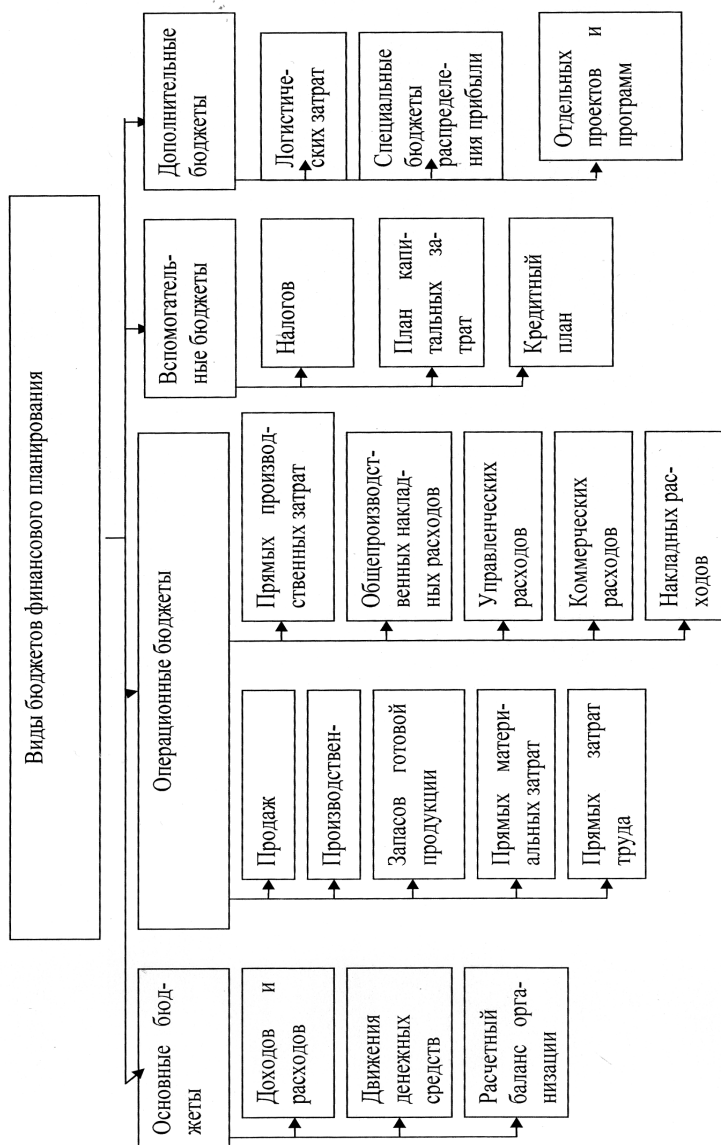 Виды бюджетов финансового планирования
Основные бюд-
жеты
Доходов и
расходов
Движения
денежных
средств
Расчетный
баланс орга-
низации
Операционные бюджеты
Продаж
Производствен-
Запасов готовой
продукции
Прямых матери-
альных затрат
Прямых затрат
труда
Прямых производ-
ственных затрат
Общепроизводст-
венных наклад-
ных расходов
Управленческих
расходов
Коммерческих
расходов
Накладных рас-
ходов
Вспомогатель-
ные бюджеты
Налогов
План капи-
тальных за-
трат
Кредитный
план
Дополнительные
бюджеты
Логистиче-
ских затрат
Специальные
бюджеты
распределе-
ния прибыли
Отдельных
проектов и
программ